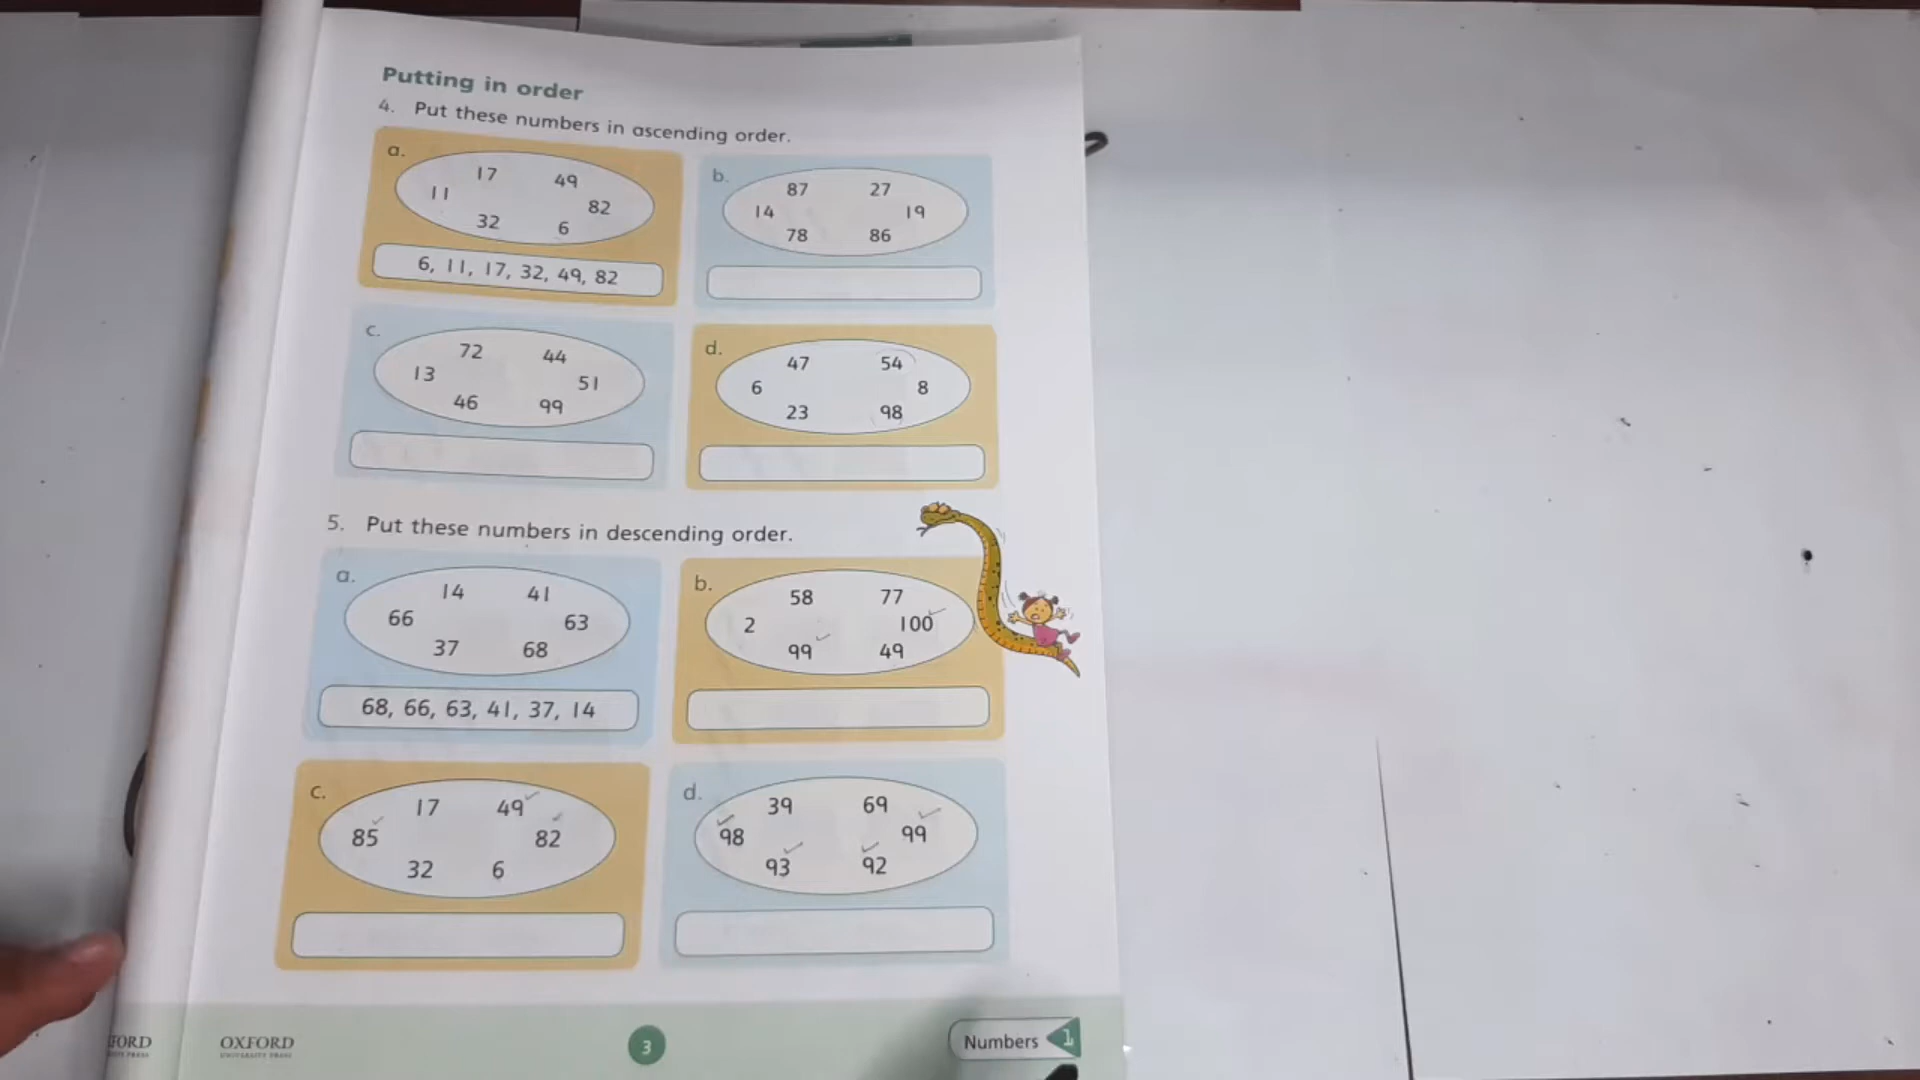 Putting in order
4. Put these numbers in ascending order.
a.
17 49
11 82
32 6
6, 11, 17, 32, 49, 82
b.
87 27
14 19
78 86
c.
72 44
13 51
46 99
d.
47 54
6 8
23 98
5. Put these numbers in descending order.
a.
14 41
66 63
37 68
68, 66, 63, 41, 37, 14
b.
58 77
2 100
99 49
c.
17 49
85 82
32 6
d.
39 69
98 99
93 92
OXFORD
UNIVERSITY PRESS
3
Numbers 1